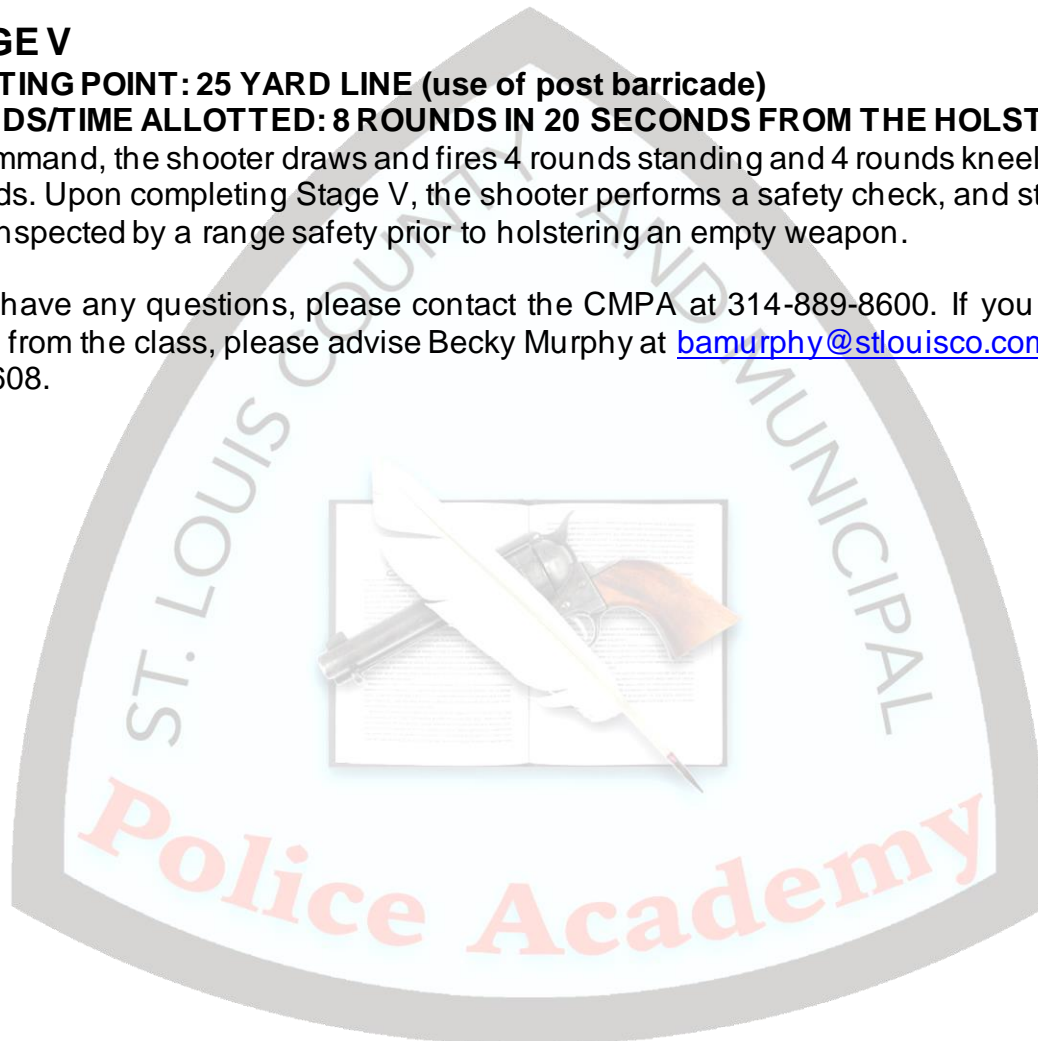 GE V
TING POINT: 25 YARD LINE (use of post barricade)
DS/TIME ALLOTTED: 8 ROUNDS IN 20 SECONDS FROM THE HOLST
mmand, the shooter draws and fires 4 rounds standing and 4 rounds kneel
ds. Upon completing Stage V, the shooter performs a safety check, and st
nspected by a range safety prior to holstering an empty weapon.
have any questions, please contact the CMPA at 314-889-8600. If you
from the class, please advise Becky Murphy at bamurphy@stlouisco.com
608.
ST. LOUIS COUNTY AND MUNICIPAL
Police Academy